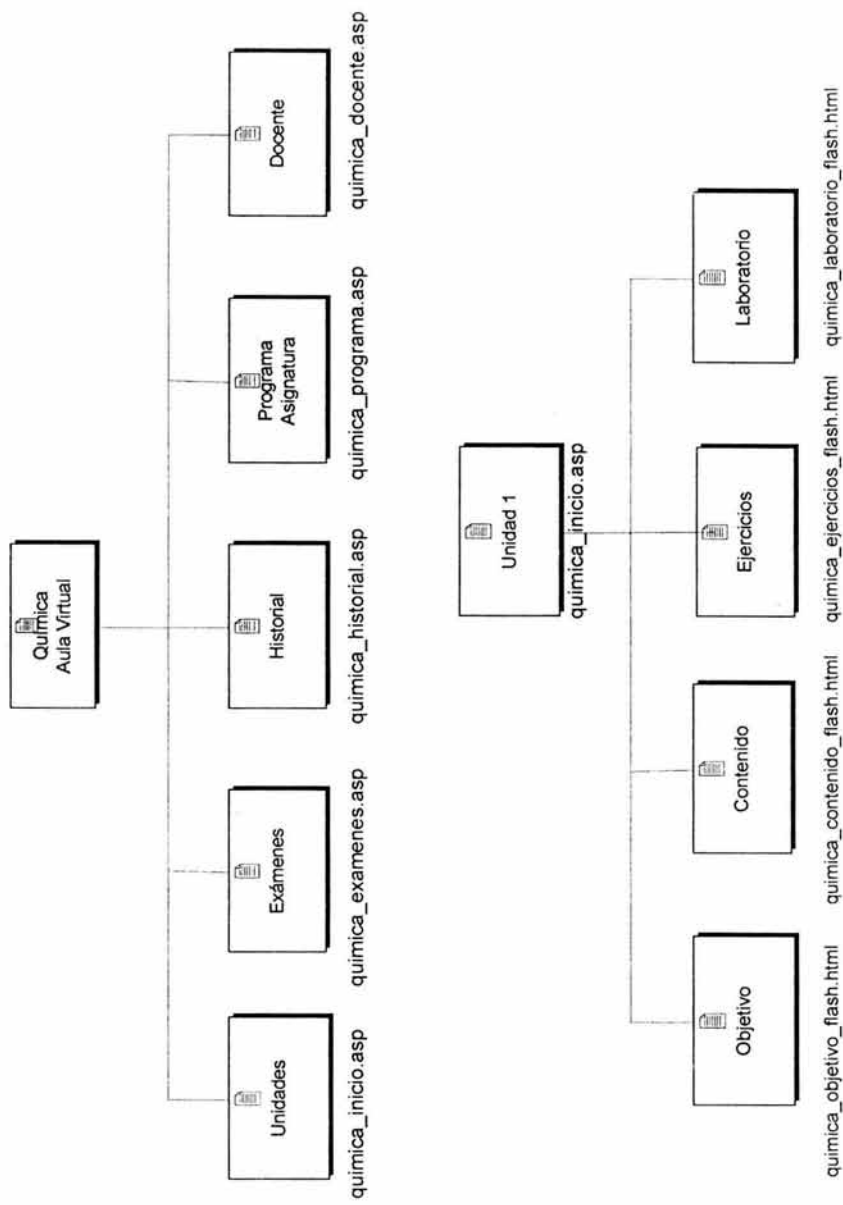 Química
Aula Virtual
Unidades
Exámenes
Historial
Programa
Asignatura
Docente
quimica_inicio.asp
quimica_examenes.asp
quimica_historial.asp
quimica_programa.asp
quimica_docente.asp
Unidad 1
quimica_inicio.asp
Objetivo
Contenido
Ejercicios
Laboratorio
quimica_objetivo_flash.html
quimica_contenido_flash.html
quimica_ejercicios_flash.html
quimica_laboratorio_flash.html